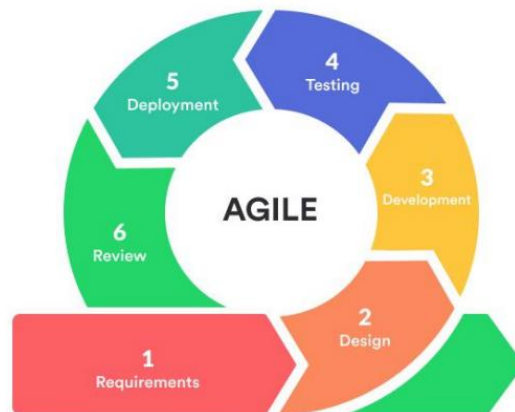 5
Deployment
4
Testing
3
Development
AGILE
6
Review
2
Design
1
Requirements